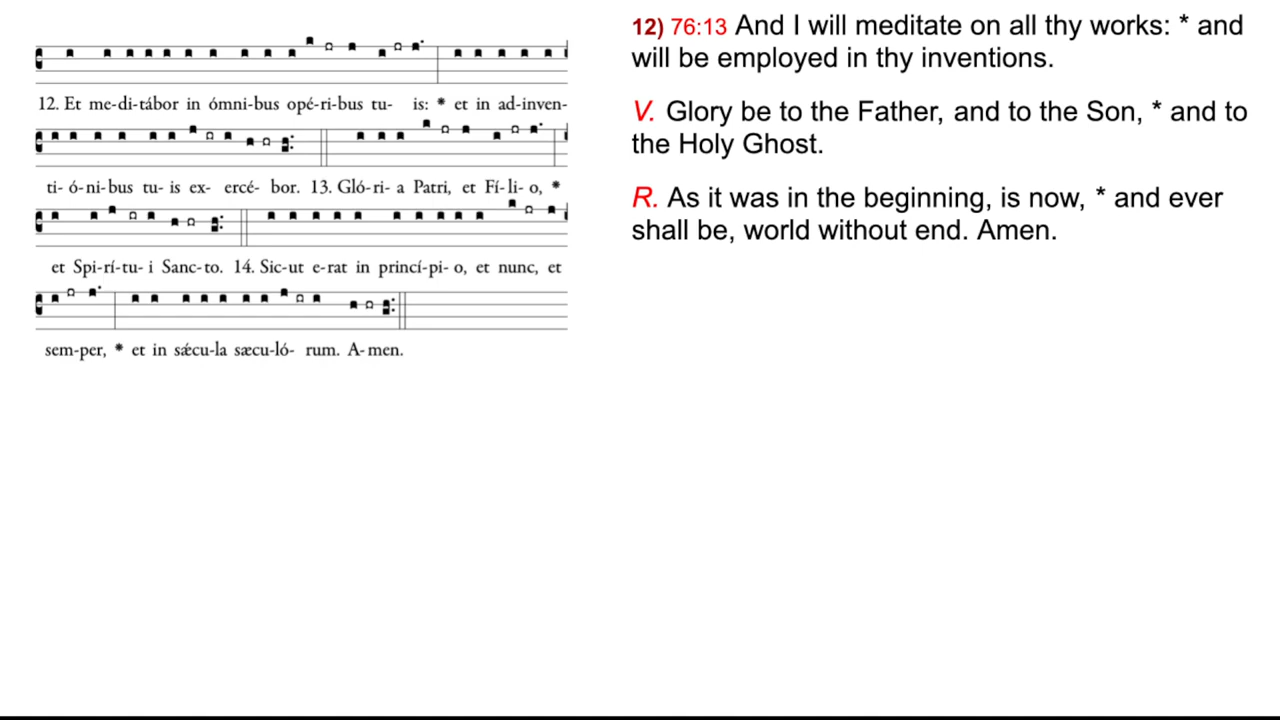 12. Et me-di-tábor in ómni-bus opé-ri-bus tu- is: * et in ad-inven-
ti- ó-ni-bus tu- is ex- ercé- bor. 13. Gló-ri- a Patri, et Fí-li- o, *
et Spi-rí-tu- i Sanc-to. 14. Sic-ut e-rat in princí-pi- o, et nunc, et
sem-per, * et in sǽcu-la sæcu-ló- rum. A-men.
12) 76:13 And I will meditate on all thy works: * and
will be employed in thy inventions.
V. Glory be to the Father, and to the Son, * and to
the Holy Ghost.
R. As it was in the beginning, is now, * and ever
shall be, world without end. Amen.